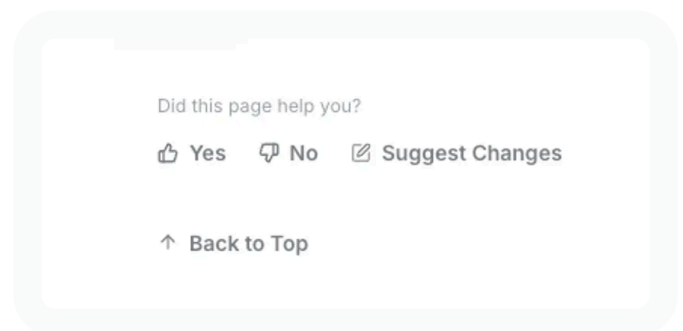 Did this page help you?
Yes No Suggest Changes
Back to Top